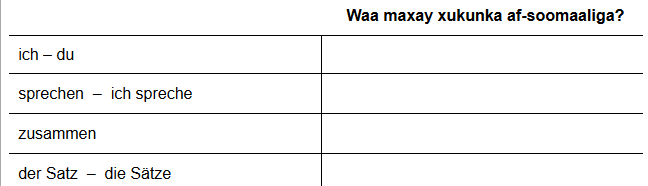 Waa maxay xukunka af-soomaaliga?
ich – du
sprechen – ich spreche
zusammen
der Satz – die Sätze